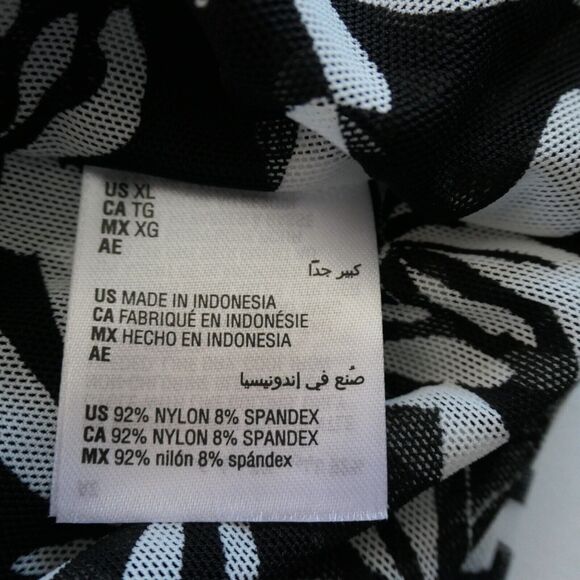 US XL
CA TG
MX XG
AE
كبير جدًا
US MADE IN INDONESIA
CA FABRIQUÉ EN INDONÉSIE
MX HECHO EN INDONESIA
AE
صُنع في إندونيسيا
US 92% NYLON 8% SPANDEX
CA 92% NYLON 8% SPANDEX
MX 92% nilón 8% spándex